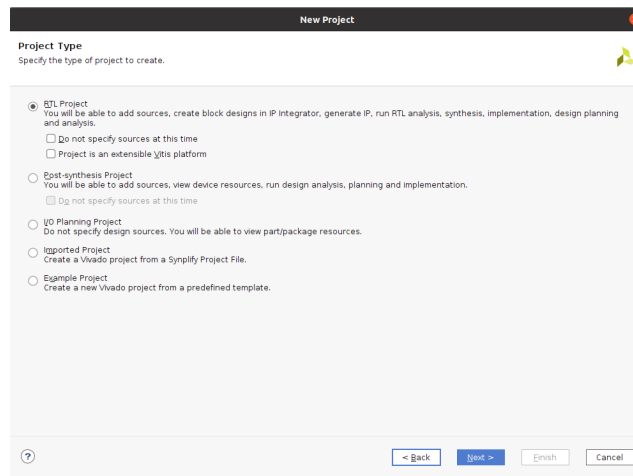 New Project
Project Type
Specify the type of project to create.
RTL Project
You will be able to add sources, create block designs in IP Integrator, generate IP, run RTL analysis, synthesis, implementation, design planning
and analysis.
Do not specify sources at this time
Project is an extensible Vitis platform
Post-synthesis Project
You will be able to add sources, view device resources, run design analysis, planning and implementation.
Do not specify sources at this time
I/O Planning Project
Do not specify design sources. You will be able to view part/package resources.
Imported Project
Create a Vivado project from a Synplify Project File.
Example Project
Create a new Vivado project from a predefined template.
? < Back Next > Finish Cancel